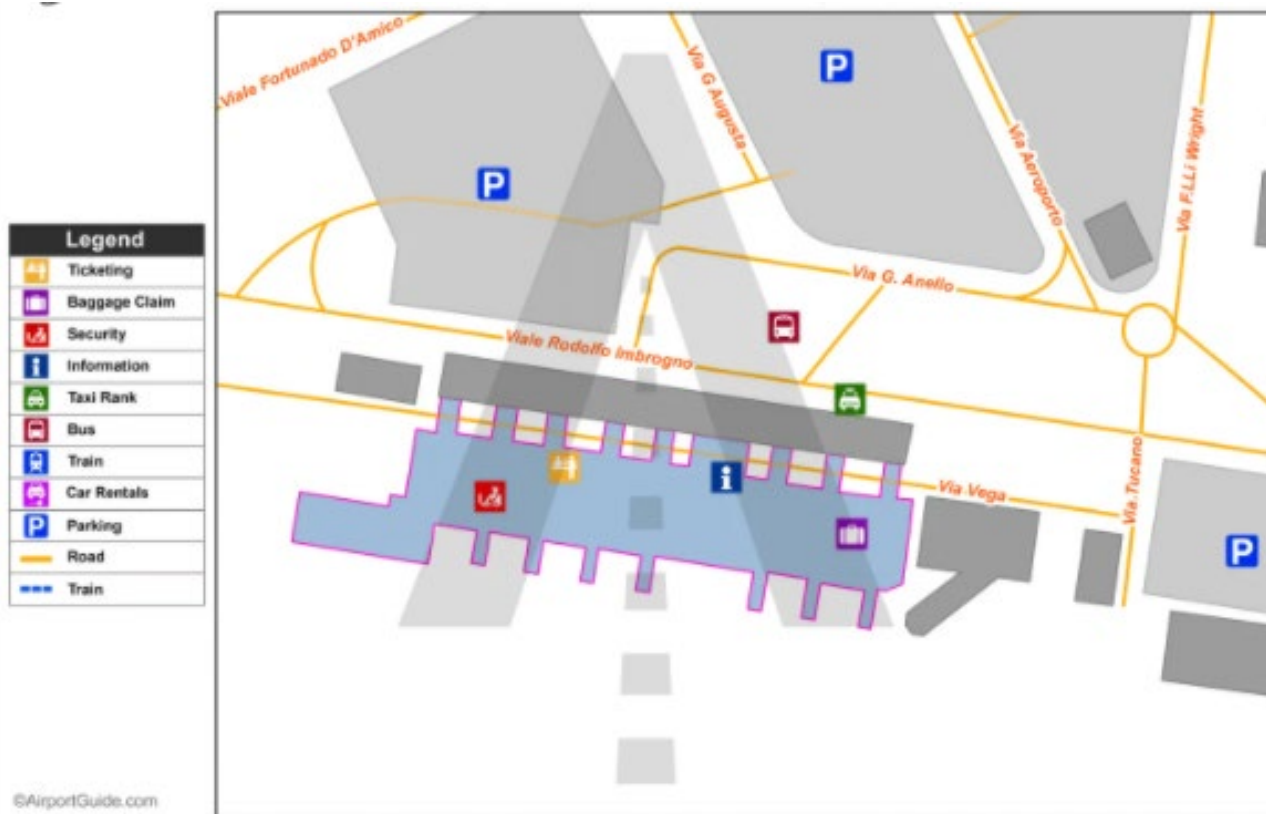 Legend
Ticketing
Baggage Claim
Security
Information
Taxi Rank
Bus
Train
Car Rentals
Parking
Road
Train
Viale Fortunado D'Amico
Via G Augusta
P
Via Aeroporto
Via F.LLi Wright
P
Via G. Anello
Viale Rodolfo Imbrogno
Via Vega
Via.Tucano
P
©AirportGuide.com